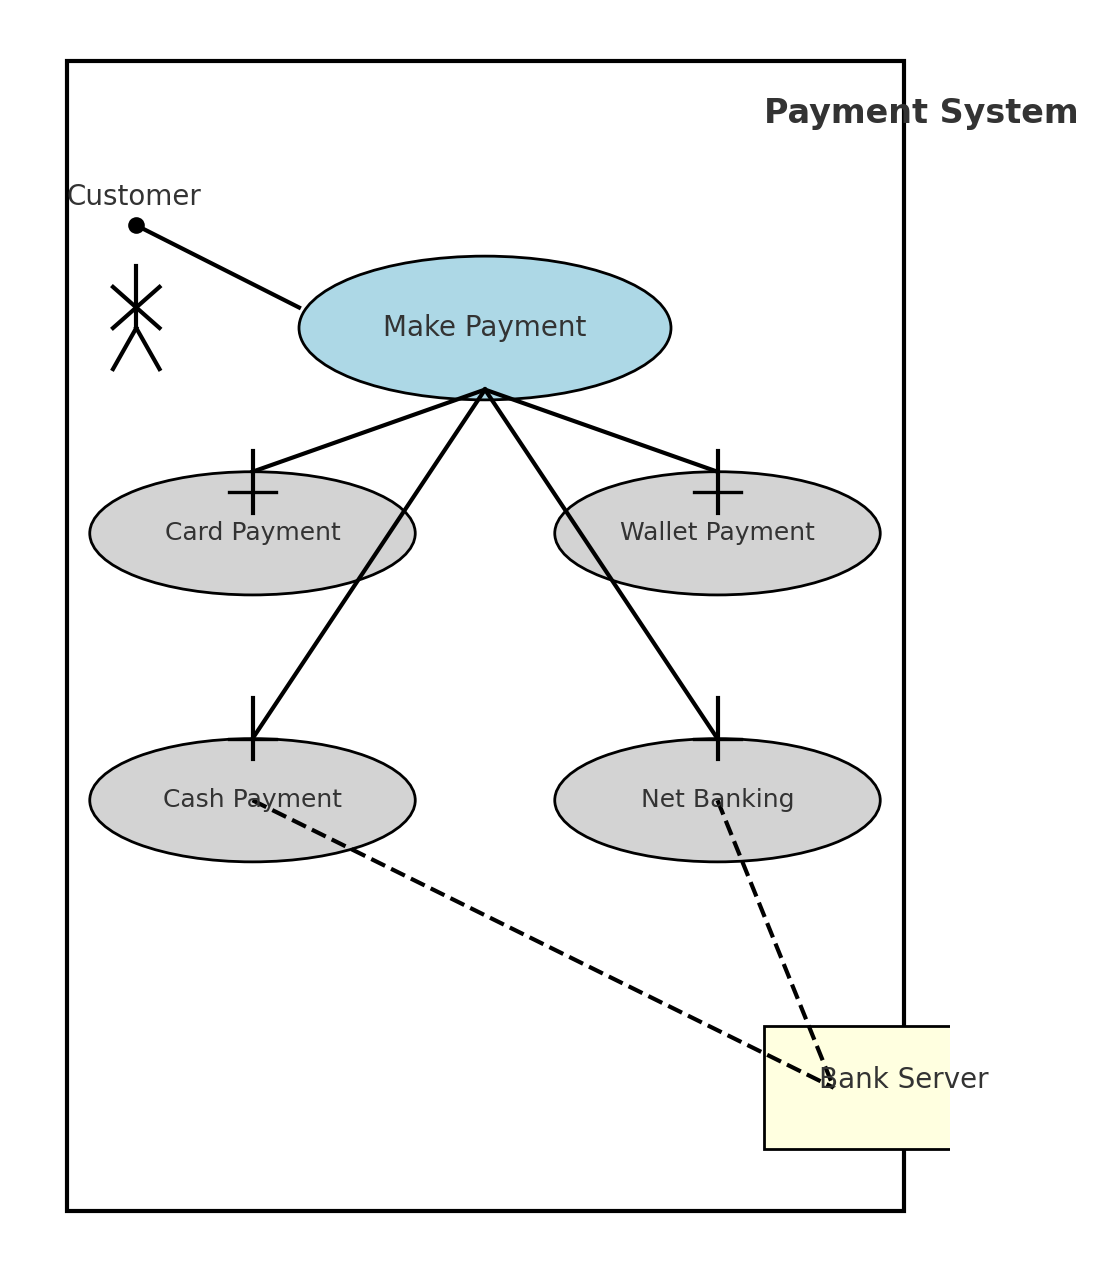 Payment System
Customer
Make Payment
Card Payment
Wallet Payment
Cash Payment
Net Banking
Bank Server